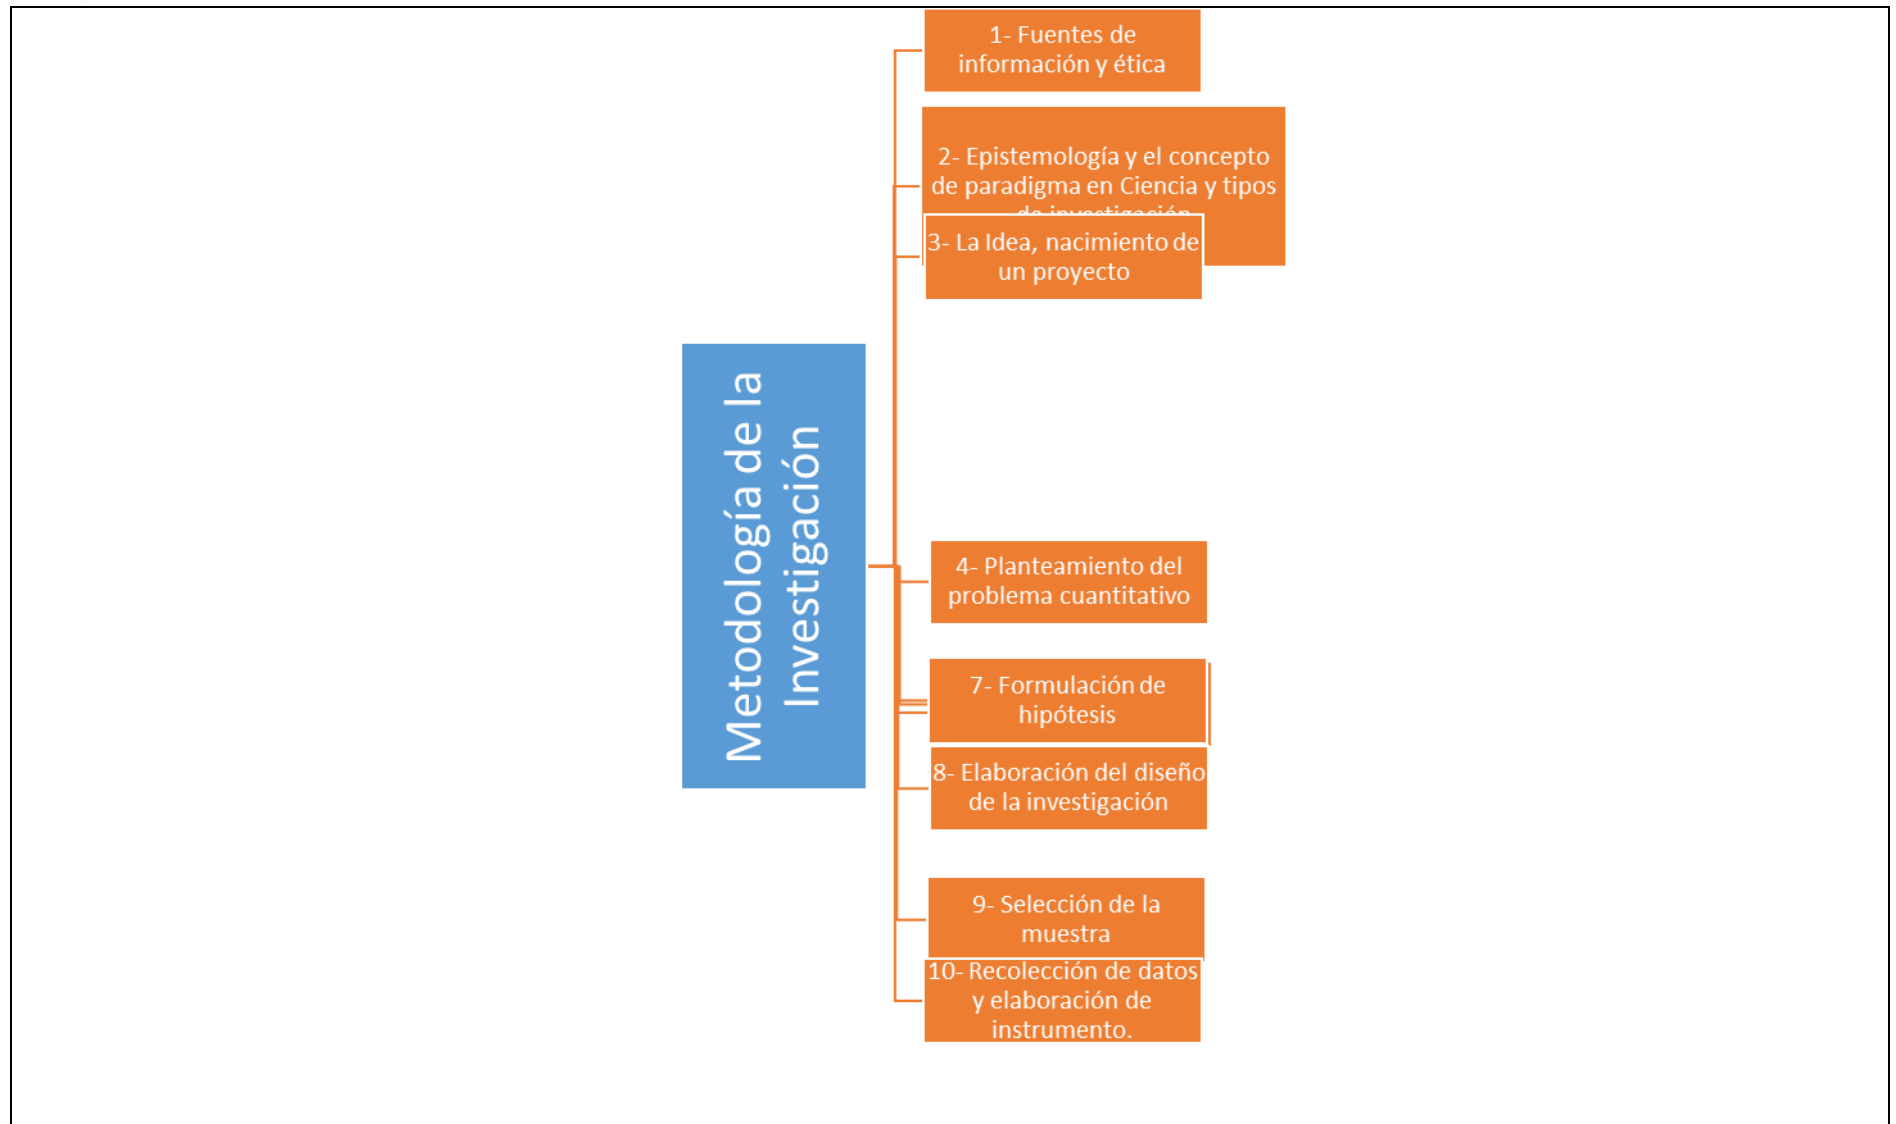 1- Fuentes de
información y ética
2- Epistemología y el concepto
de paradigma en Ciencia y tipos
de investigación
3- La Idea, nacimiento de
un proyecto
Metodología de la
Investigación
4- Planteamiento del
problema cuantitativo
7- Formulación de
hipótesis
8- Elaboración del diseño
de la investigación
9- Selección de la
muestra
10- Recolección de datos
y elaboración de
instrumento.